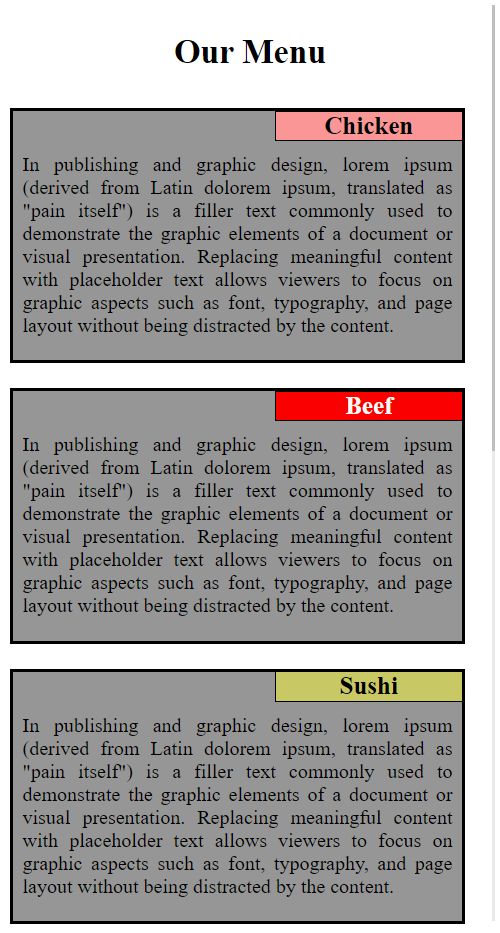 Our Menu
Chicken
In publishing and graphic design, lorem ipsum
(derived from Latin dolorem ipsum, translated as
"pain itself") is a filler text commonly used to
demonstrate the graphic elements of a document or
visual presentation. Replacing meaningful content
with placeholder text allows viewers to focus on
graphic aspects such as font, typography, and page
layout without being distracted by the content.
Beef
In publishing and graphic design, lorem ipsum
(derived from Latin dolorem ipsum, translated as
"pain itself") is a filler text commonly used to
demonstrate the graphic elements of a document or
visual presentation. Replacing meaningful content
with placeholder text allows viewers to focus on
graphic aspects such as font, typography, and page
layout without being distracted by the content.
Sushi
In publishing and graphic design, lorem ipsum
(derived from Latin dolorem ipsum, translated as
"pain itself") is a filler text commonly used to
demonstrate the graphic elements of a document or
visual presentation. Replacing meaningful content
with placeholder text allows viewers to focus on
graphic aspects such as font, typography, and page
layout without being distracted by the content.